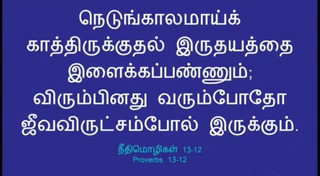 நெடுங்காலமாய்க்
காத்திருக்குதல் இருதயத்தை
இளைக்கப்பண்ணும்;
விரும்பினது வரும்போதோ
ஜீவவிருட்சம்போல் இருக்கும்.
நீதிமொழிகள் 13-12
Proverbs 13-12